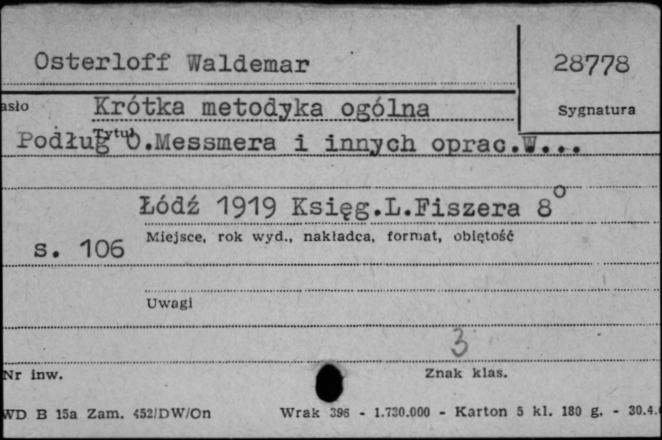 Osterloff Waldemar
28778
asło
Krótka metodyka ogólna
Sygnatura
Tytuł
Podług O.Messmera i innych oprac.W...
Łódź 1919 Księg.L.Fiszera 8°
Miejsce, rok wyd., nakładca, format, objętość
s. 106
Uwagi
3
Nr inw.
Znak klas.
WD B 15a Zam. 452/DW/On Wrak 396 - 1.730.000 - Karton 5 kl. 180 g. - 30.4.